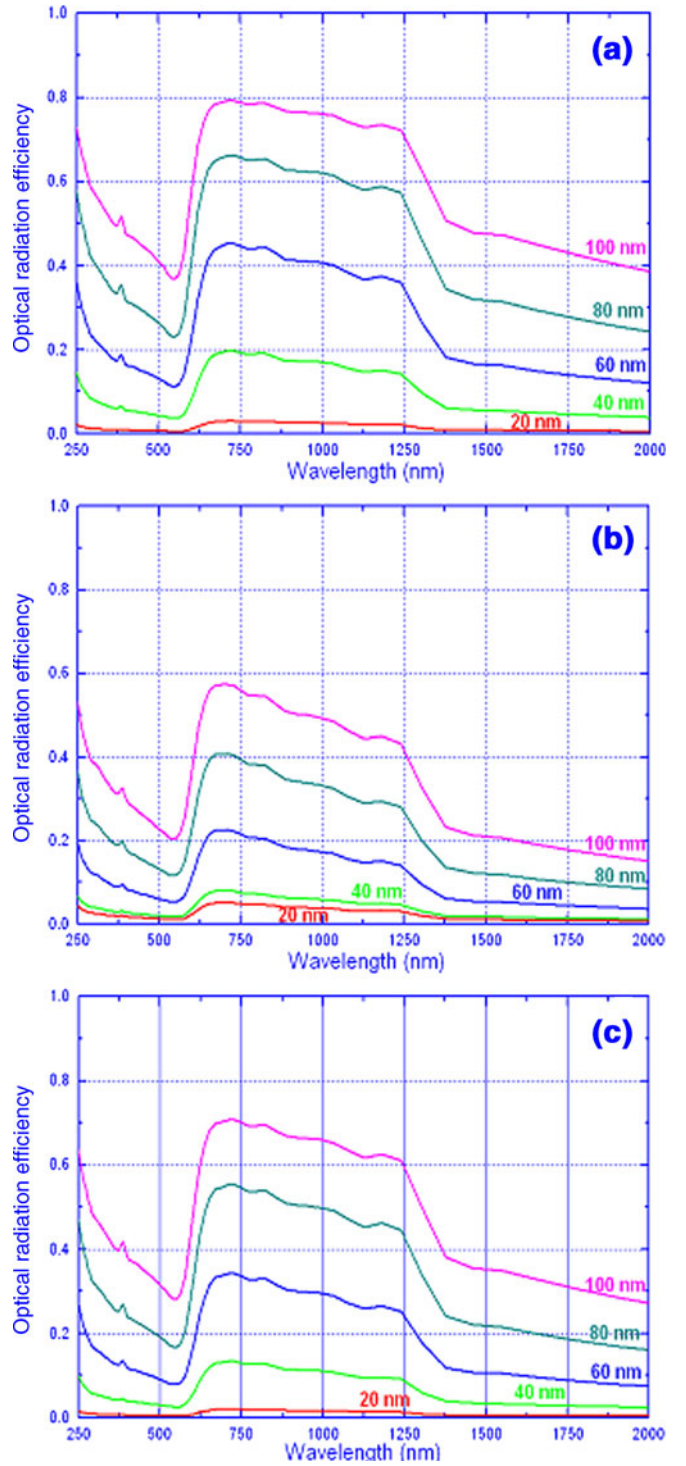 (a)
Optical radiation efficiency
1.0
0.8
0.6
0.4
0.2
0.0
100 nm
80 nm
60 nm
40 nm
20 nm
250 500 750 1000 1250 1500 1750 2000
Wavelength (nm)
(b)
Optical radiation efficiency
1.0
0.8
0.6
0.4
0.2
0.0
100 nm
80 nm
60 nm
40 nm
20 nm
250 500 750 1000 1250 1500 1750 2000
Wavelength (nm)
(c)
Optical radiation efficiency
1.0
0.8
0.6
0.4
0.2
0.0
100 nm
80 nm
60 nm
40 nm
20 nm
250 500 750 1000 1250 1500 1750 2000
Wavelength (nm)